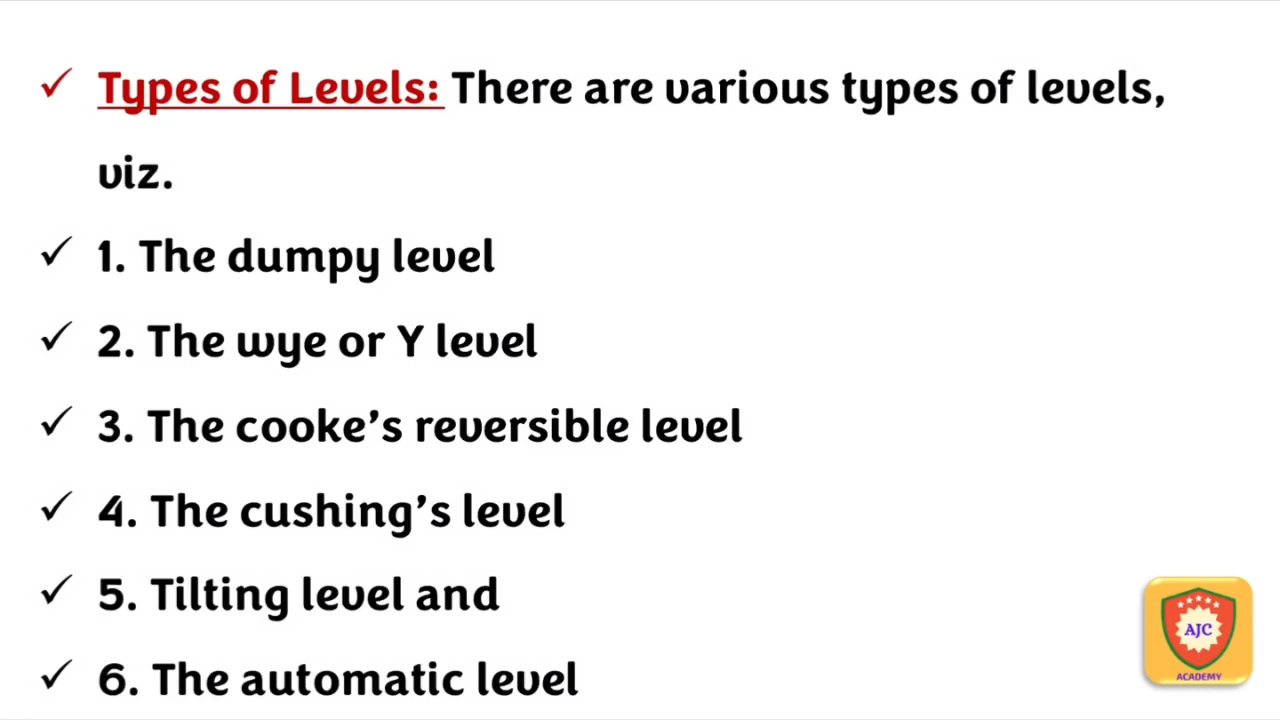 ✓ Types of Levels: There are various types of levels,
viz.
✓ 1. The dumpy level
✓ 2. The wye or Y level
✓ 3. The cooke’s reversible level
✓ 4. The cushing’s level
✓ 5. Tilting level and
✓ 6. The automatic level
AJC
ACADEMY